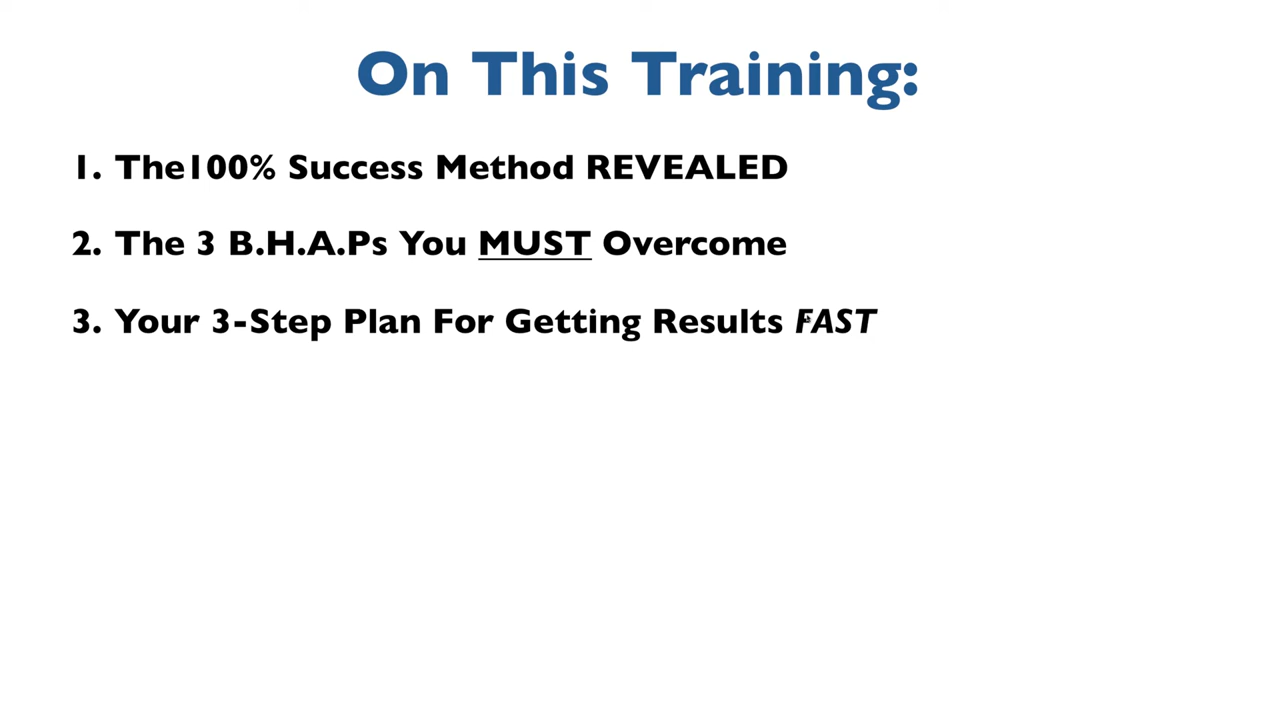 On This Training:
1. The100% Success Method REVEALED
2. The 3 B.H.A.Ps You MUST Overcome
3. Your 3-Step Plan For Getting Results FAST